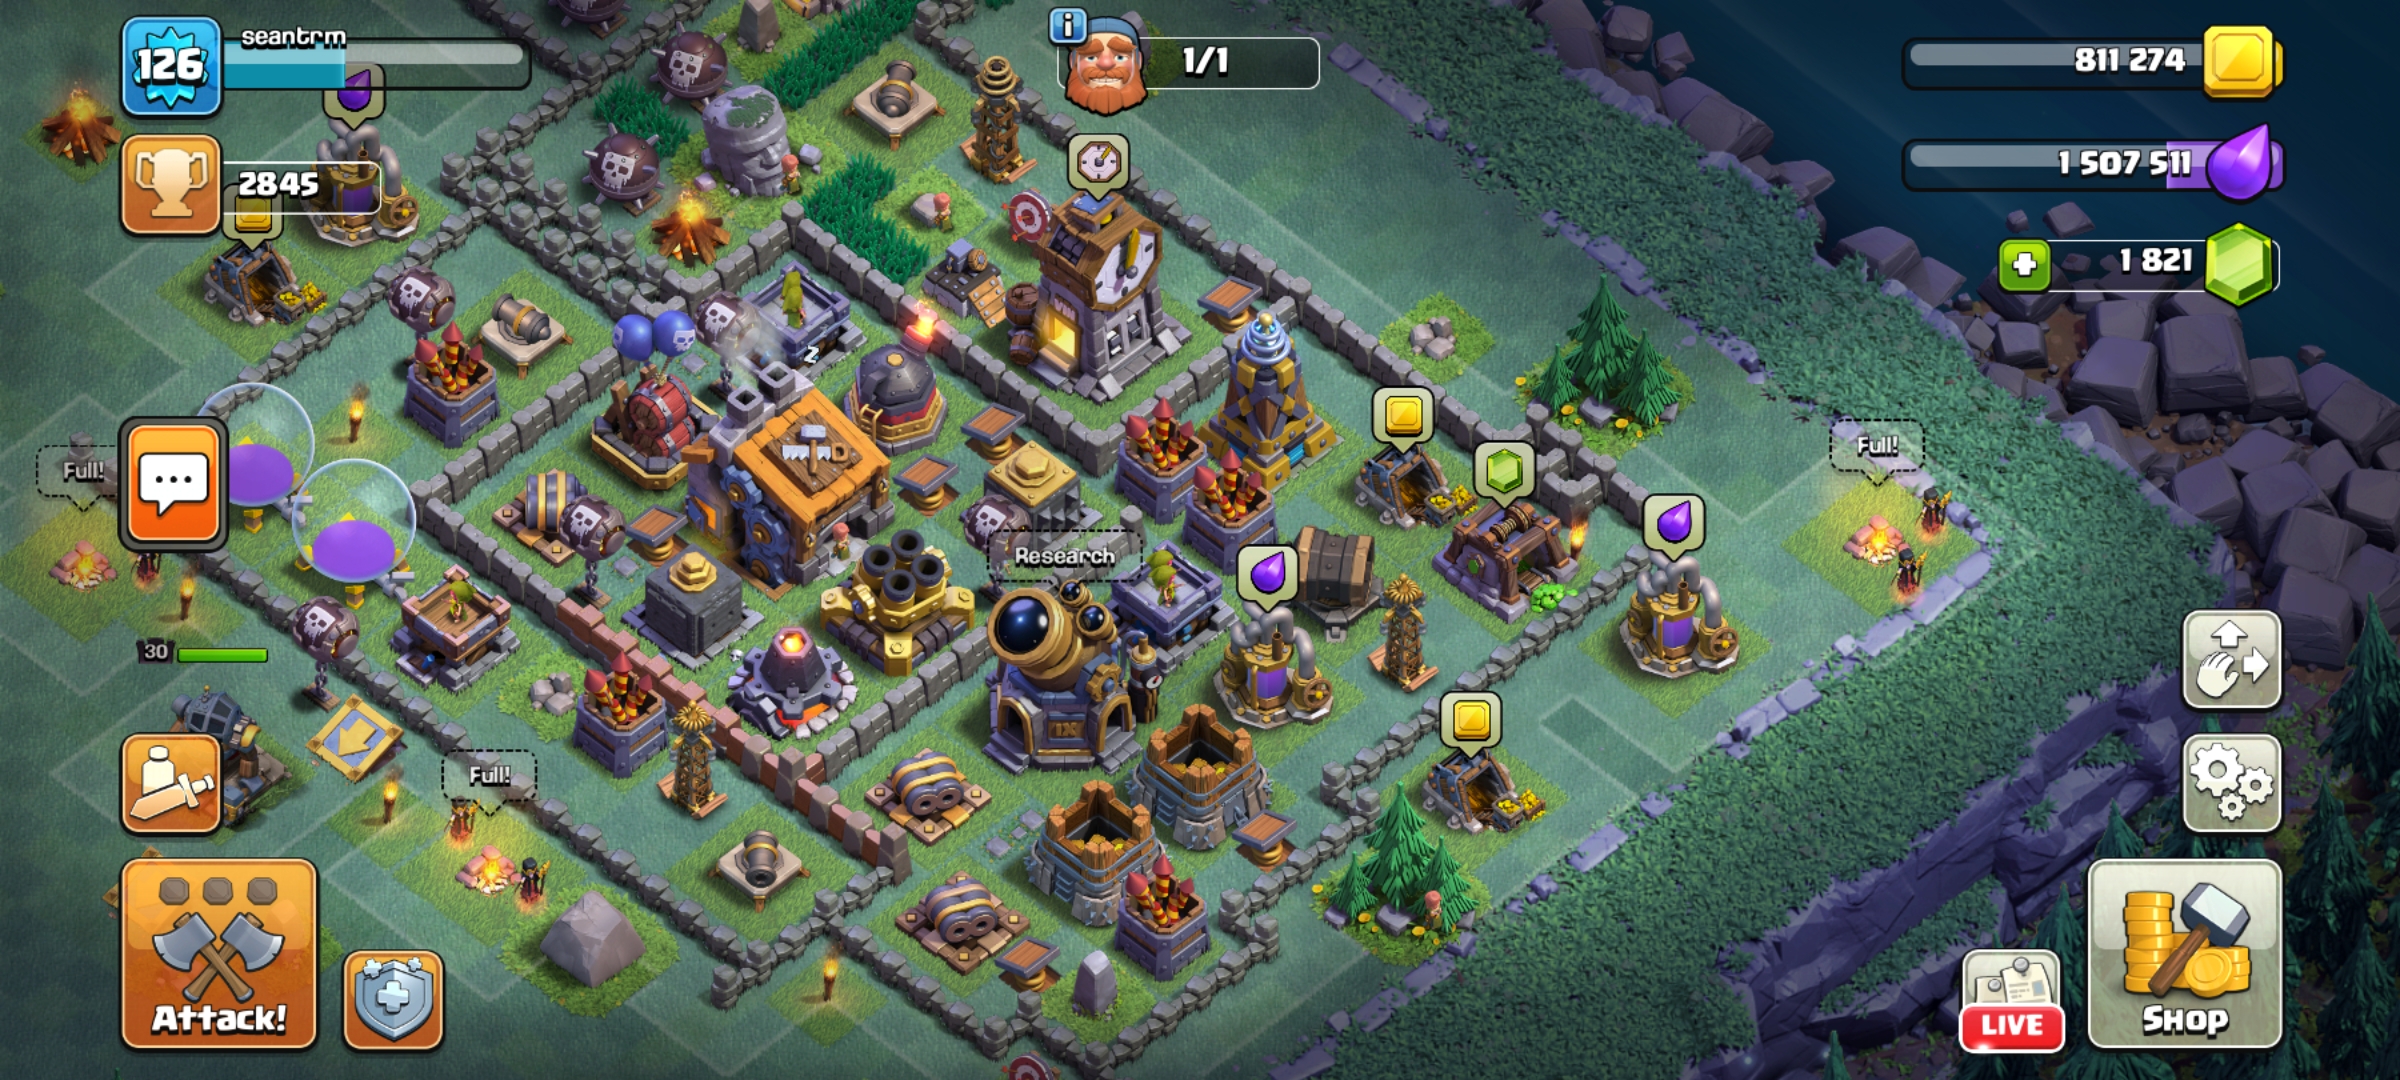 126
seantrm
1/1
811 274
2845
1 507 511
1 821
z
Full!
Full!
Research
30
IX
Full!
Attack!
LIVE
Shop